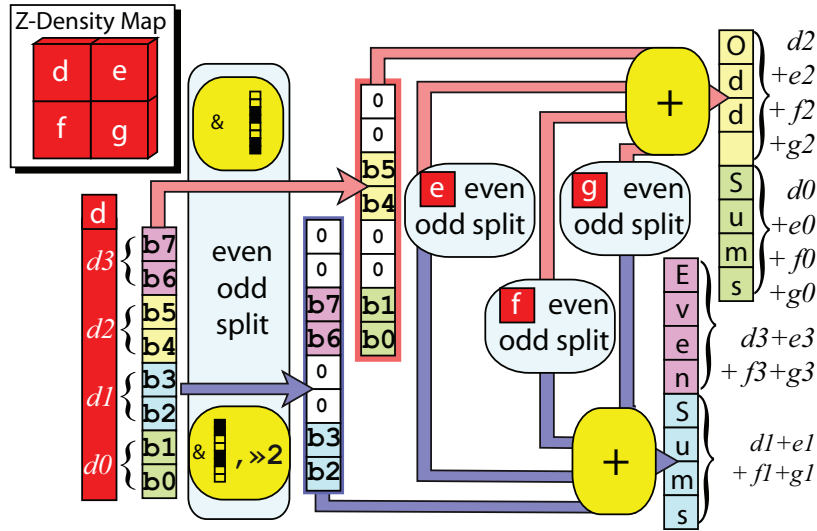 Z-Density Map
d e
f g
d
d3
d2
d1
d0
b7
b6
b5
b4
b3
b2
b1
b0
&
even
odd
split
& , »2
0
0
b5
b4
0
0
b1
b0
0
0
b7
b6
0
0
b3
b2
e even
odd split
f even
odd split
g even
odd split
+
+
O
d
d
S
u
m
s
d2
+e2
+ f2
+g2
d0
+e0
+ f0
+g0
E
v
e
n
S
u
m
s
d3+e3
+ f3+g3
d1+e1
+ f1+g1